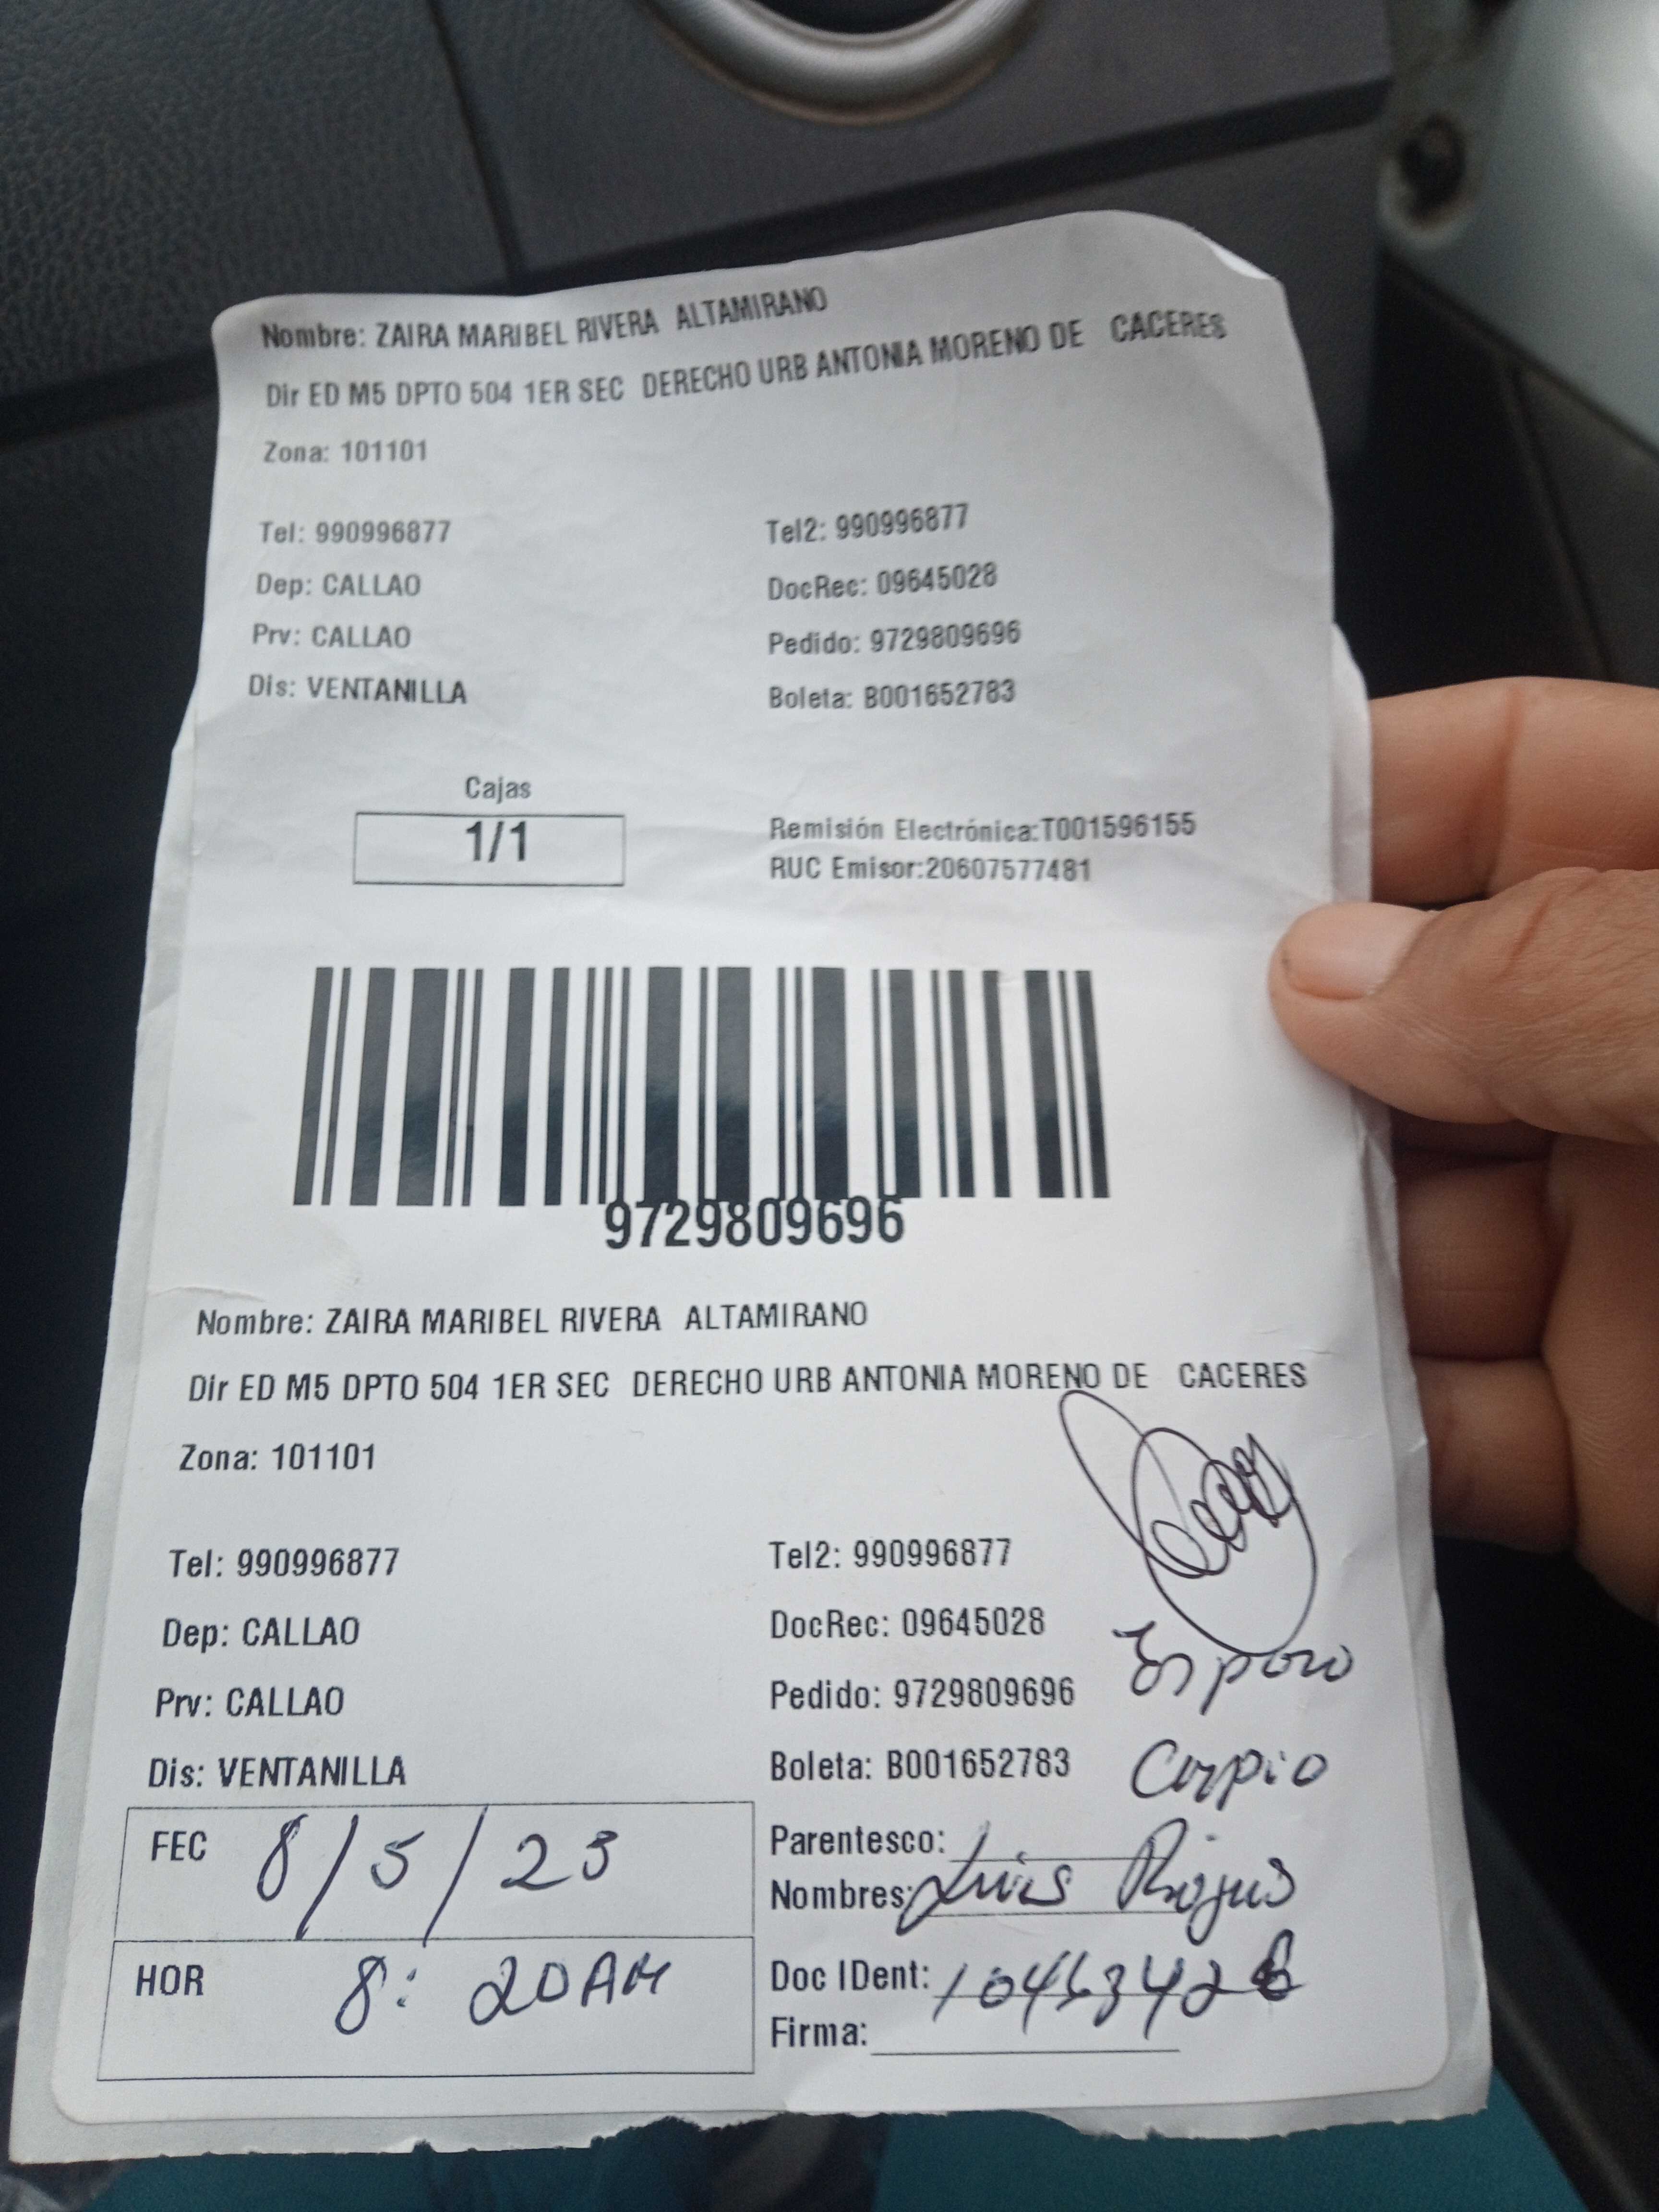 Nombre: ZAIRA MARIBEL RIVERA ALTAMIRANO
Dir ED M5 DPTO 504 1ER SEC DERECHO URB ANTONIA MORENO DE CACERES
Zona: 101101
Tel: 990996877 Tel2: 990996877
Dep: CALLAO DocRec: 09645028
Prv: CALLAO Pedido: 9729809696
Dis: VENTANILLA Boleta: B001652783
Cajas
1/1
Remisión Electrónica:T001596155
RUC Emisor:20607577481
9729809696
Nombre: ZAIRA MARIBEL RIVERA ALTAMIRANO
Dir ED M5 DPTO 504 1ER SEC DERECHO URB ANTONIA MORENO DE CACERES
Zona: 101101
Tel: 990996877 Tel2: 990996877
Dep: CALLAO DocRec: 09645028
Esposo
Prv: CALLAO Pedido: 9729809696
Dis: VENTANILLA Boleta: B001652783
FEC 8/5/23
Parentesco:
Nombres: Luis
HOR 8:20AM
Doc IDent:
Firma: